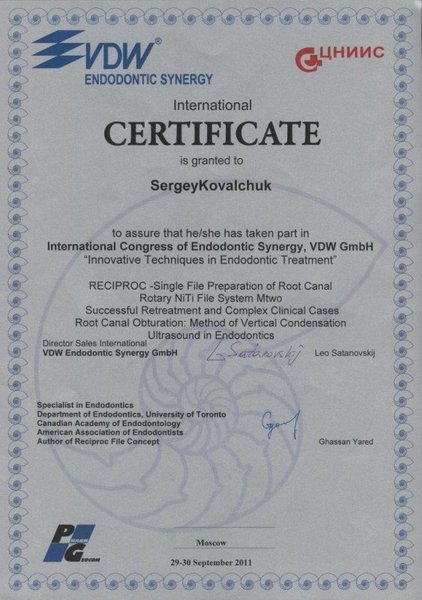 VDW®
ENDODONTIC SYNERGY
ЦНИИС
International
CERTIFICATE
is granted to
SergeyKovalchuk
to assure that he/she has taken part in
International Congress of Endodontic Synergy, VDW GmbH
“Innovative Techniques in Endodontic Treatment”
RECIPROC -Single File Preparation of Root Canal
Rotary NiTi File System Mtwo
Successful Retreatment and Complex Clinical Cases
Root Canal Obturation: Method of Vertical Condensation
Ultrasound in Endodontics
Director Sales International
VDW Endodontic Synergy GmbH
L Satanovskij
Leo Satanovskij
Specialist in Endodontics
Department of Endodontics, University of Toronto
Canadian Academy of Endodontology
American Association of Endodontists
Author of Reciproc File Concept
Ghassan Yared
PHARM
GEOCOM
Moscow
29-30 September 2011